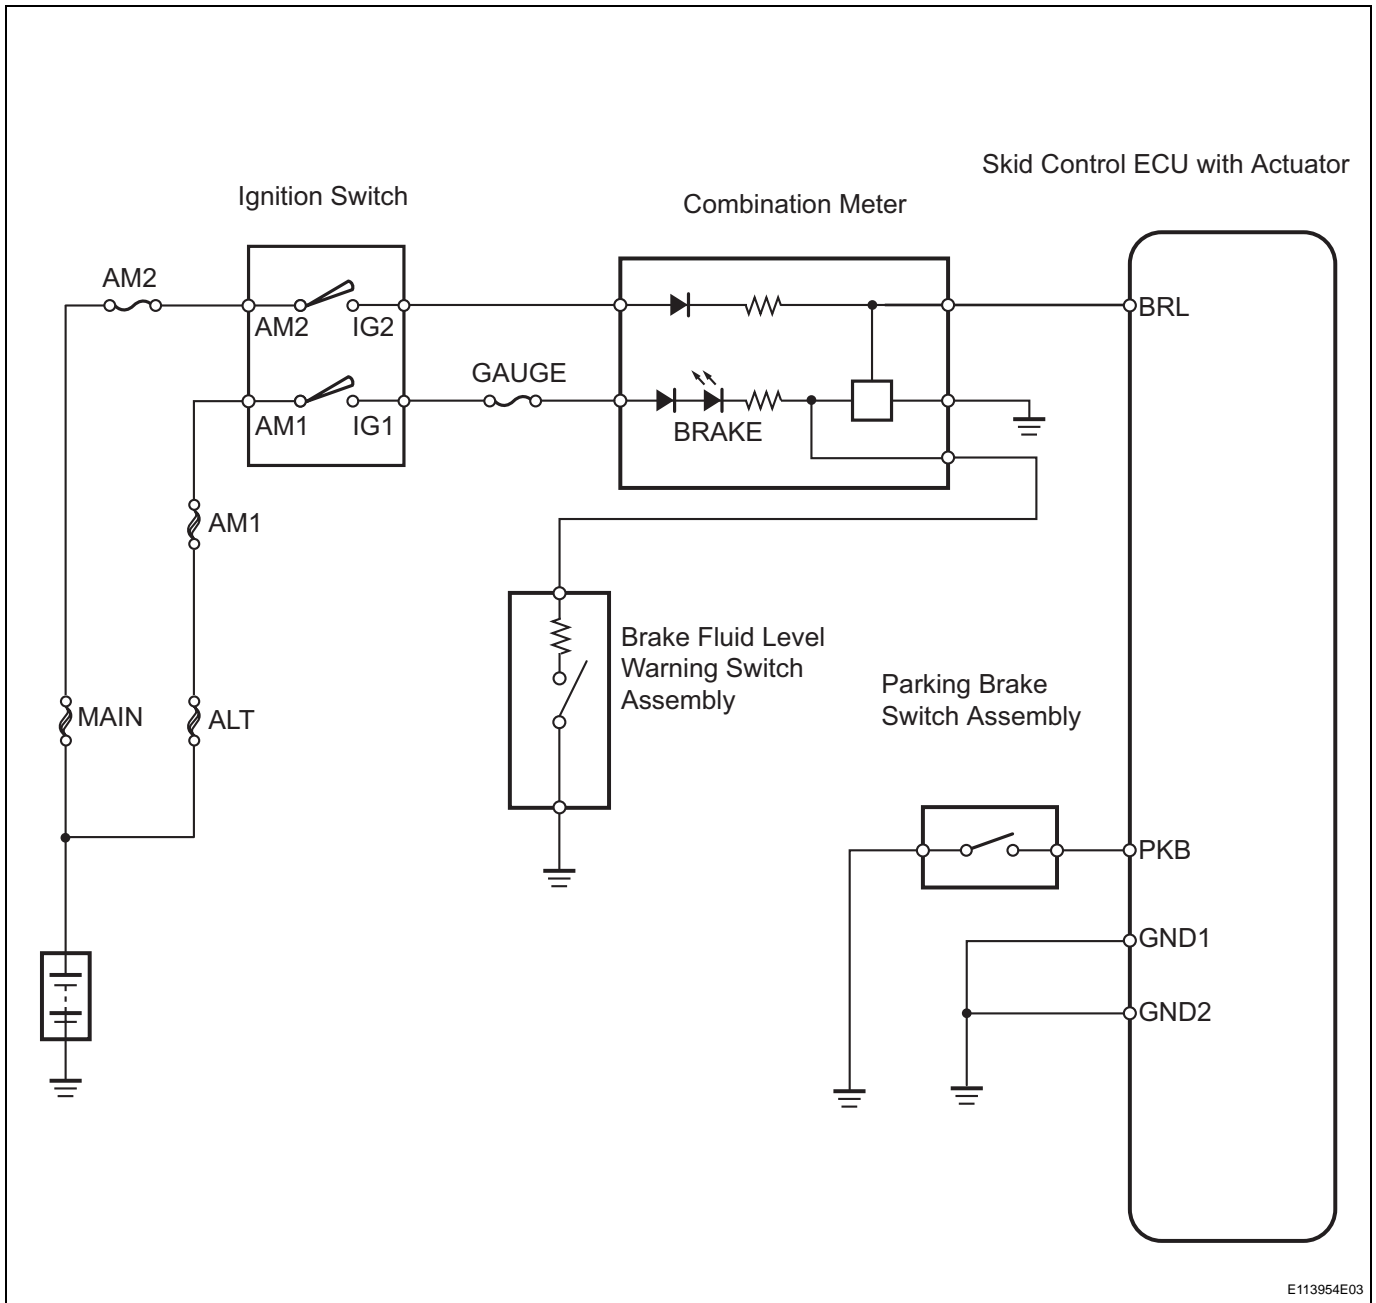 Skid Control ECU with Actuator
Ignition Switch
Combination Meter
AM2
AM2
IG2
BRL
GAUGE
AM1
IG1
BRAKE
AM1
Brake Fluid Level
Warning Switch
Assembly
Parking Brake
Switch Assembly
MAIN
ALT
PKB
GND1
GND2
E113954E03